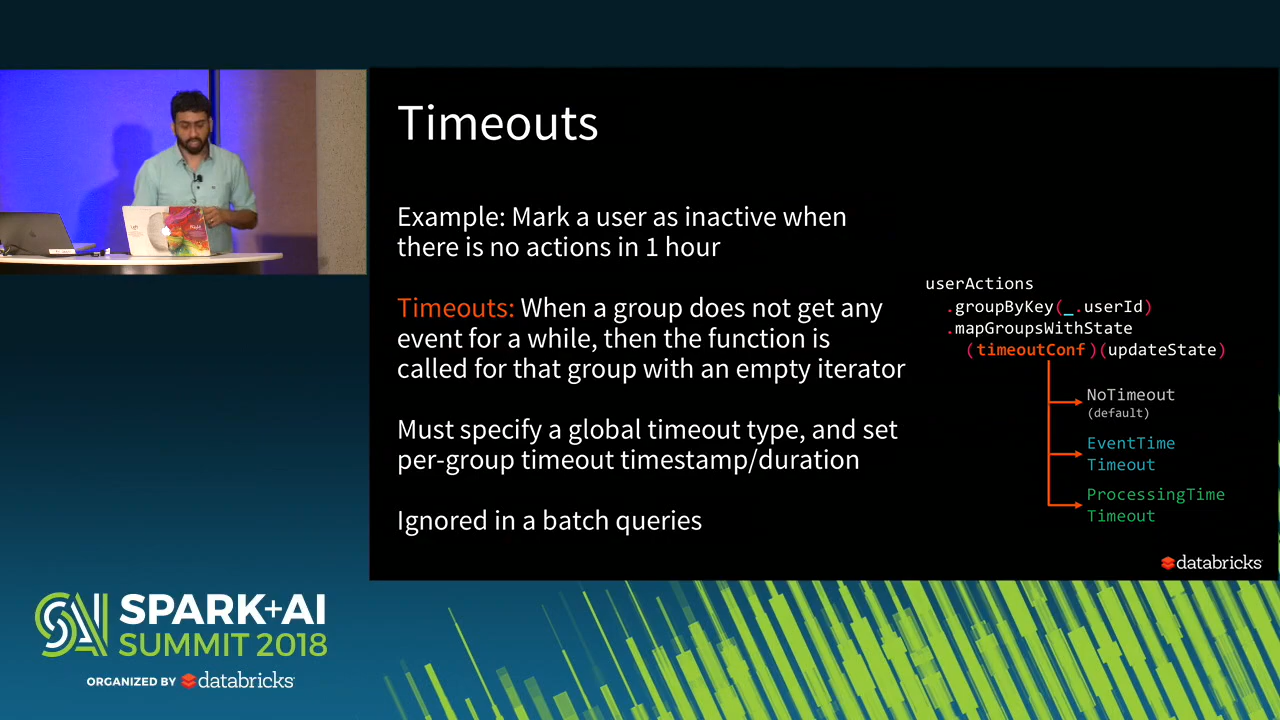 Timeouts
Example: Mark a user as inactive when
there is no actions in 1 hour
Timeouts: When a group does not get any
event for a while, then the function is
called for that group with an empty iterator
Must specify a global timeout type, and set
per-group timeout timestamp/duration
Ignored in a batch queries
userActions
.groupByKey(_.userId)
.mapGroupsWithState
(timeoutConf)(updateState)
NoTimeout
(default)
EventTime
Timeout
ProcessingTime
Timeout
databricks
SPARK+AI
SUMMIT 2018
ORGANIZED BY databricks